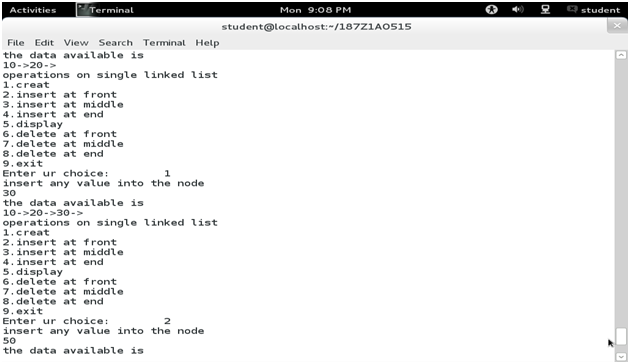 Activities Terminal Mon 9:08 PM student
student@localhost:~/187Z1A0515
File Edit View Search Terminal Help
the data available is
10->20->
operations on single linked list
1.creat
2.insert at front
3.insert at middle
4.insert at end
5.display
6.delete at front
7.delete at middle
8.delete at end
9.exit
Enter ur choice: 1
insert any value into the node
30
the data available is
10->20->30->
operations on single linked list
1.creat
2.insert at front
3.insert at middle
4.insert at end
5.display
6.delete at front
7.delete at middle
8.delete at end
9.exit
Enter ur choice: 2
insert any value into the node
50
the data available is